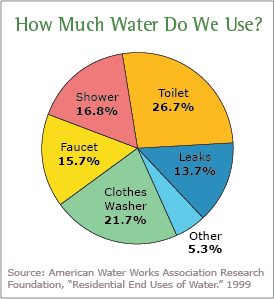 How Much Water Do We Use?
Toilet
26.7%
Shower
16.8%
Faucet
15.7%
Leaks
13.7%
Clothes
Washer
21.7%
Other
5.3%
Source: American Water Works Association Research
Foundation, “Residential End Uses of Water.” 1999